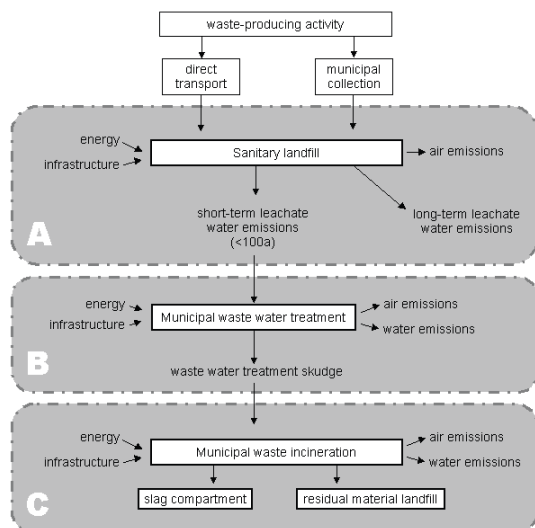 waste-producing activity
direct
transport
municipal
collection
energy
infrastructure
Sanitary landfill
air emissions
short-term leachate
water emissions
(<100a)
long-term leachate
water emissions
A
energy
infrastructure
Municipal waste water treatment
air emissions
water emissions
B
waste water treatment skudge
energy
infrastructure
Municipal waste incineration
air emissions
water emissions
slag compartment
residual material landfill
C